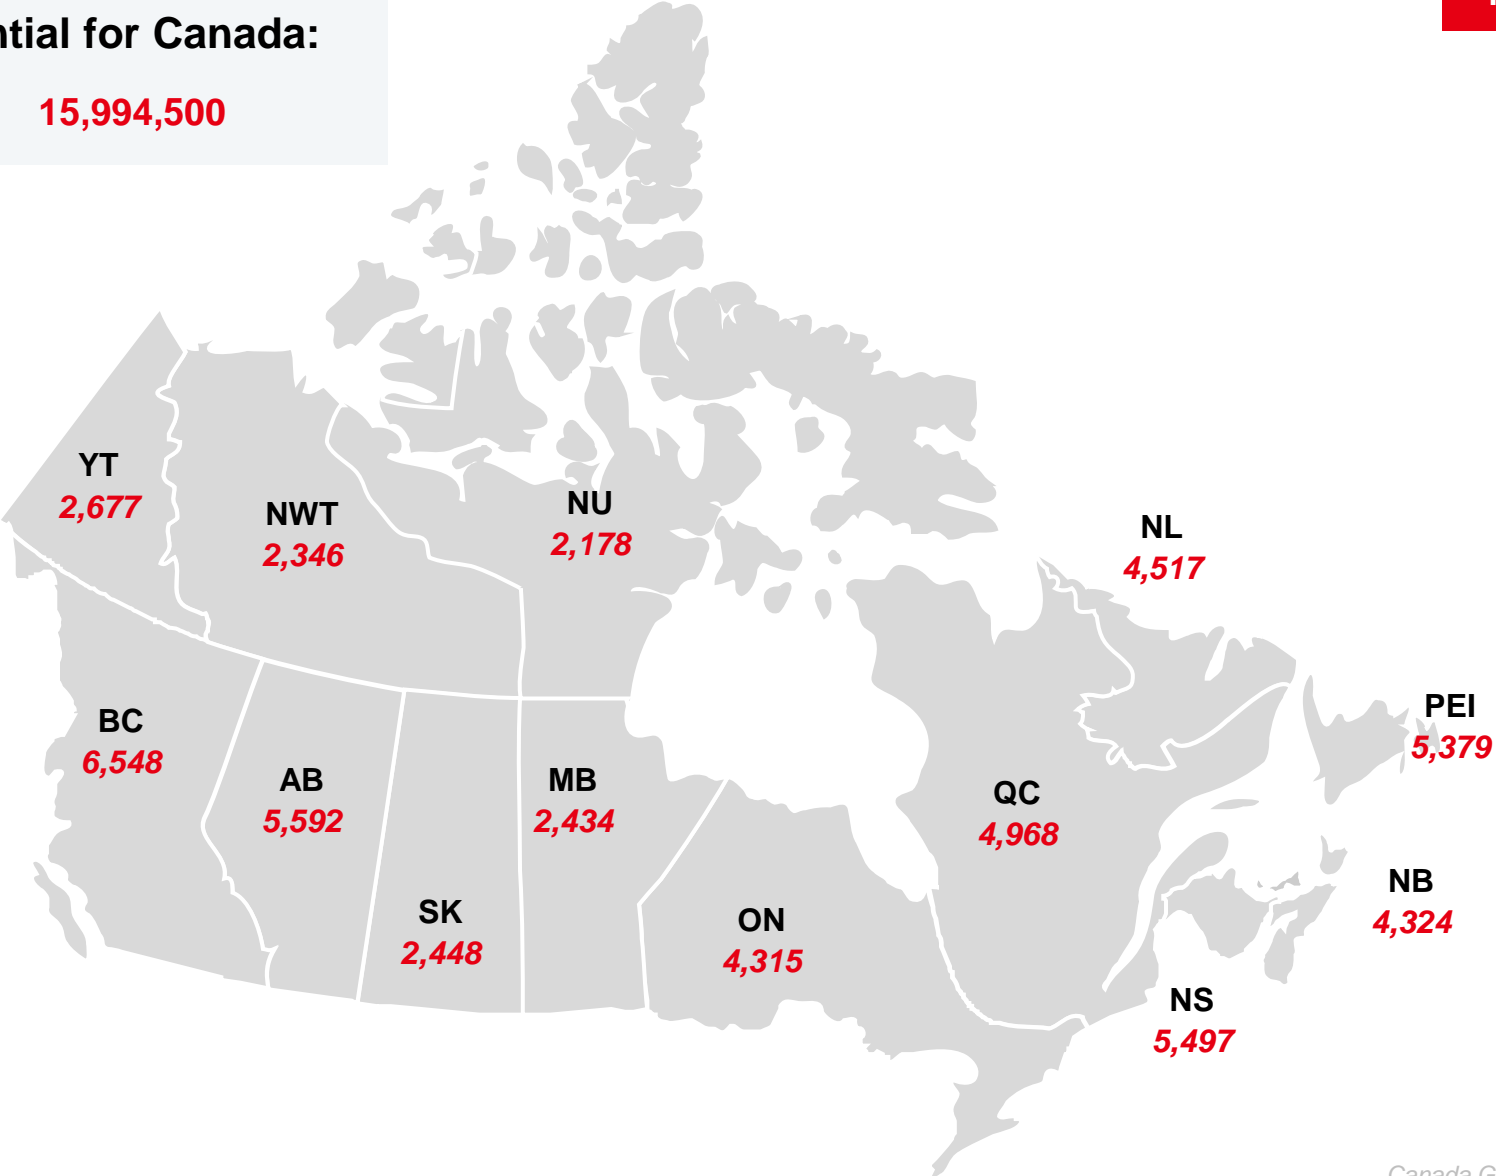 ntial for Canada:
15,994,500
YT
2,677
NWT
2,346
NU
2,178
NL
4,517
BC
6,548
AB
5,592
MB
2,434
QC
4,968
PEI
5,379
SK
2,448
ON
4,315
NB
4,324
NS
5,497
Canada G